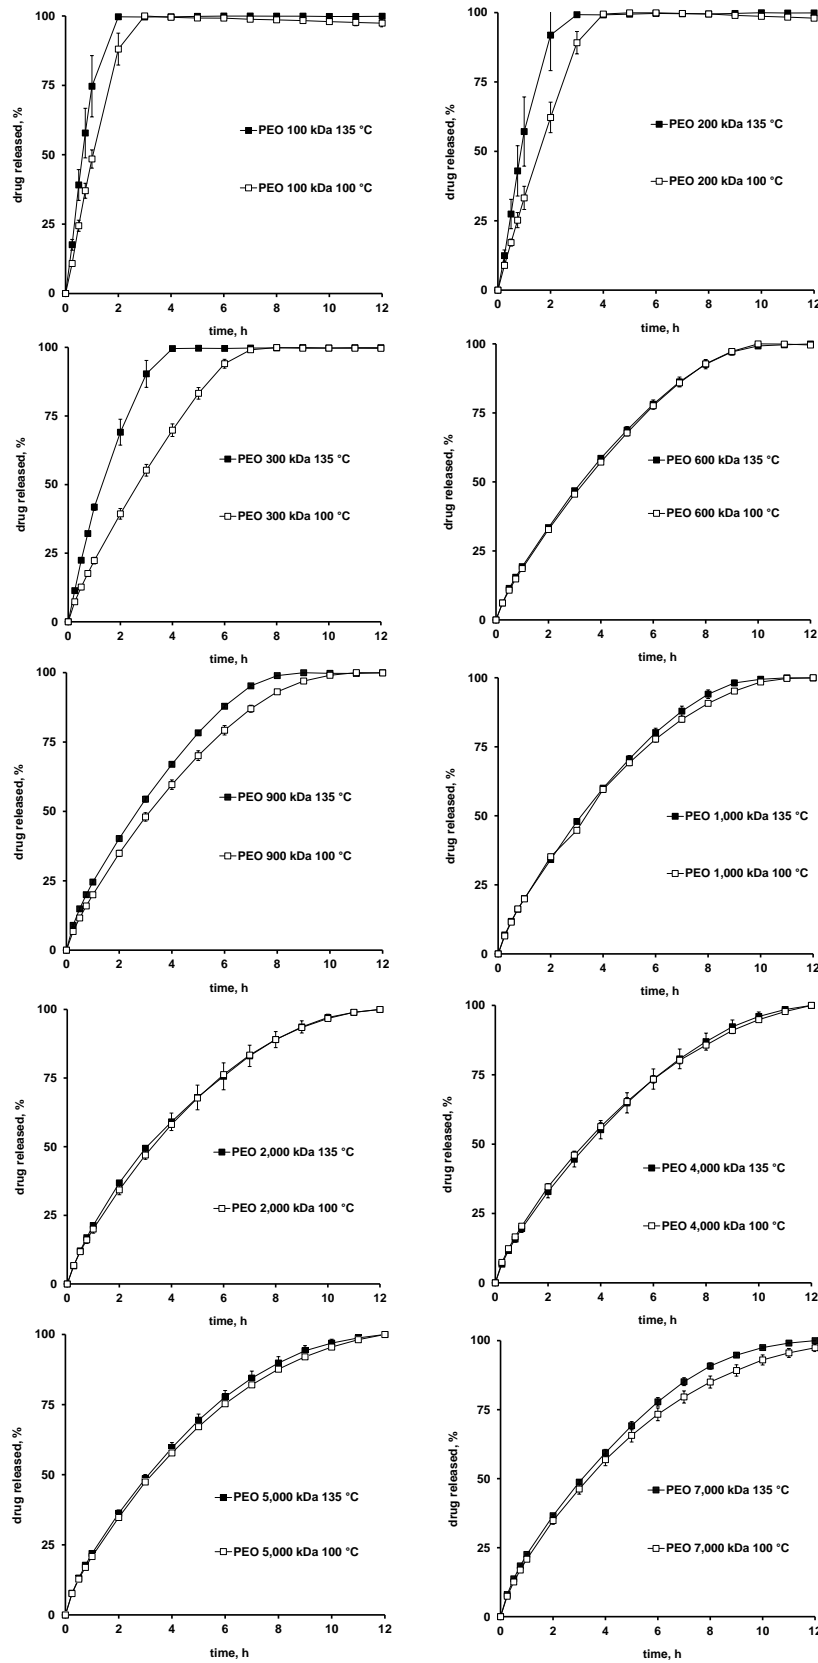 100
75
50
25
0
drug released, %
PEO 100 kDa 135 °C
PEO 100 kDa 100 °C
0 2 4 6 8 10 12
time, h
100
75
50
25
0
drug released, %
PEO 200 kDa 135 °C
PEO 200 kDa 100 °C
0 2 4 6 8 10 12
time, h
100
75
50
25
0
drug released, %
PEO 300 kDa 135 °C
PEO 300 kDa 100 °C
0 2 4 6 8 10 12
time, h
100
75
50
25
0
drug released, %
PEO 600 kDa 135 °C
PEO 600 kDa 100 °C
0 2 4 6 8 10 12
time, h
100
75
50
25
0
drug released, %
PEO 900 kDa 135 °C
PEO 900 kDa 100 °C
0 2 4 6 8 10 12
time, h
100
75
50
25
0
drug released, %
PEO 1,000 kDa 135 °C
PEO 1,000 kDa 100 °C
0 2 4 6 8 10 12
time, h
100
75
50
25
0
drug released, %
PEO 2,000 kDa 135 °C
PEO 2,000 kDa 100 °C
0 2 4 6 8 10 12
time, h
100
75
50
25
0
drug released, %
PEO 4,000 kDa 135 °C
PEO 4,000 kDa 100 °C
0 2 4 6 8 10 12
time, h
100
75
50
25
0
drug released, %
PEO 5,000 kDa 135 °C
PEO 5,000 kDa 100 °C
0 2 4 6 8 10 12
time, h
100
75
50
25
0
drug released, %
PEO 7,000 kDa 135 °C
PEO 7,000 kDa 100 °C
0 2 4 6 8 10 12
time, h